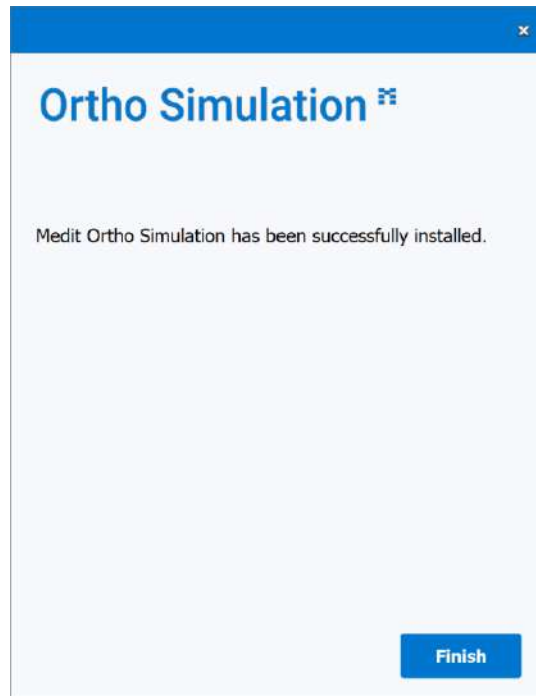 Ortho Simulation
Medit Ortho Simulation has been successfully installed.
Finish